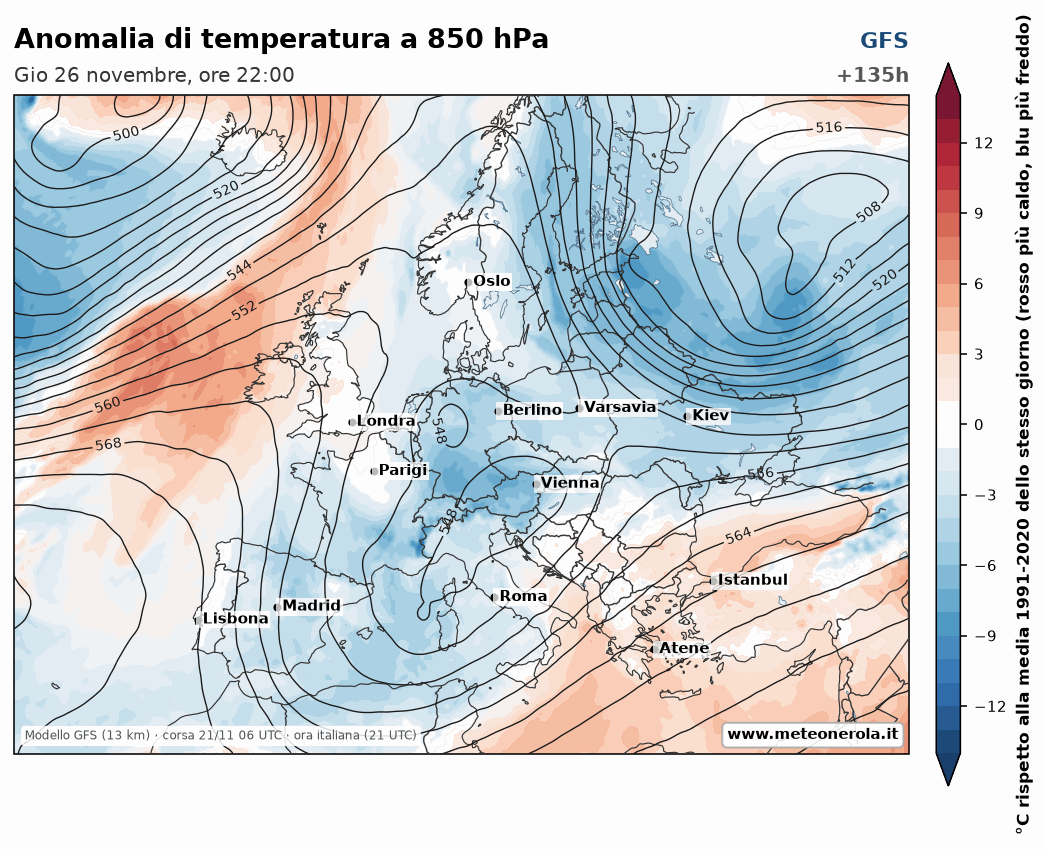 Anomalia di temperatura a 850 hPa
GFS
Gio 26 novembre, ore 22:00
+135h
500
516
520
508
544
512
520
552
560
568
548
556
548
564
Oslo
Berlino
Varsavia
Kiev
Londra
Parigi
Vienna
Istanbul
Roma
Madrid
Lisbona
Atene
Modello GFS (13 km) · corsa 21/11 06 UTC · ora italiana (21 UTC)
www.meteonerola.it
12
9
6
3
0
−3
−6
−9
−12
°C rispetto alla media 1991-2020 dello stesso giorno (rosso più caldo, blu più freddo)